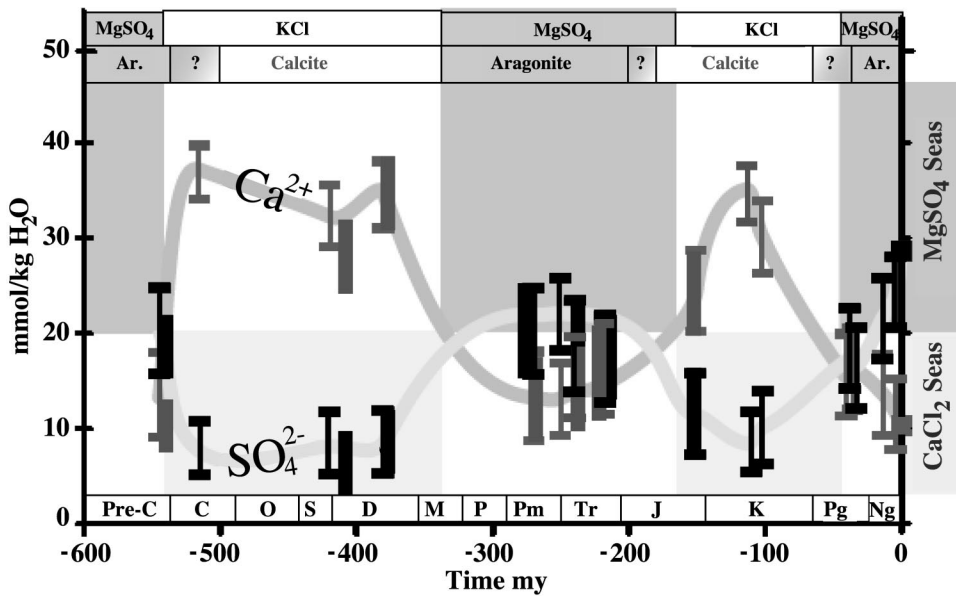 MgSO4 KCl MgSO4 KCl MgSO4
50
Ar. ? Calcite Aragonite ? Calcite ? Ar.
40
30
20
10
0
mmol/kg H2O
Ca2+
SO4 2-
MgSO4 Seas
CaCl2 Seas
Pre-C C O S D M P Pm Tr J K Pg Ng
-600 -500 -400 -300 -200 -100 0
Time my